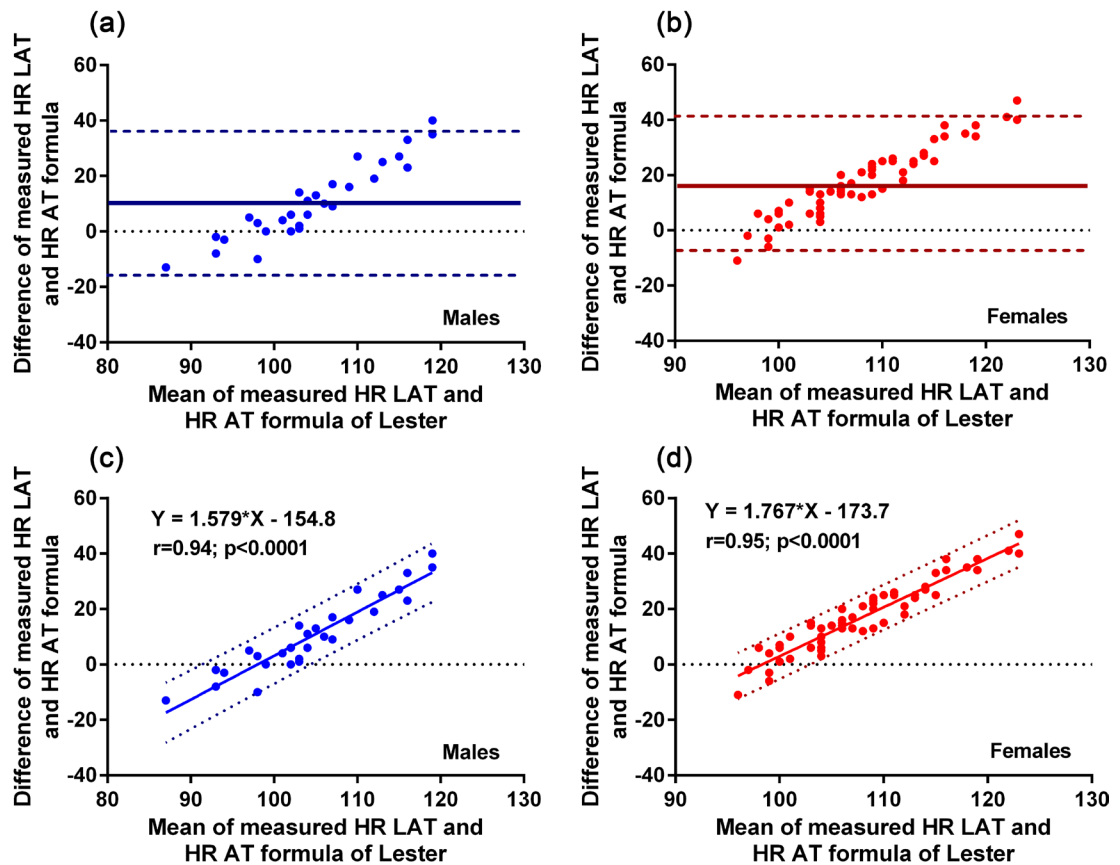 (a)
Difference of measured HR LAT
and HR AT formula
60
40
20
0
-20
-40
Males
80
90
100
110
120
130
Mean of measured HR LAT and
HR AT formula of Lester
(b)
Difference of measured HR LAT
and HR AT formula
60
40
20
0
-20
-40
Females
90
100
110
120
130
Mean of measured HR LAT and
HR AT formula of Lester
(c)
Difference of measured HR LAT
and HR AT formula
60
40
20
0
-20
-40
Y = 1.579*X - 154.8
r=0.94; p<0.0001
Males
80
90
100
110
120
130
Mean of measured HR LAT and
HR AT formula of Lester
(d)
Difference of measured HR LAT
and HR AT formula
60
40
20
0
-20
-40
Y = 1.767*X - 173.7
r=0.95; p<0.0001
Females
90
100
110
120
130
Mean of measured HR LAT and
HR AT formula of Lester